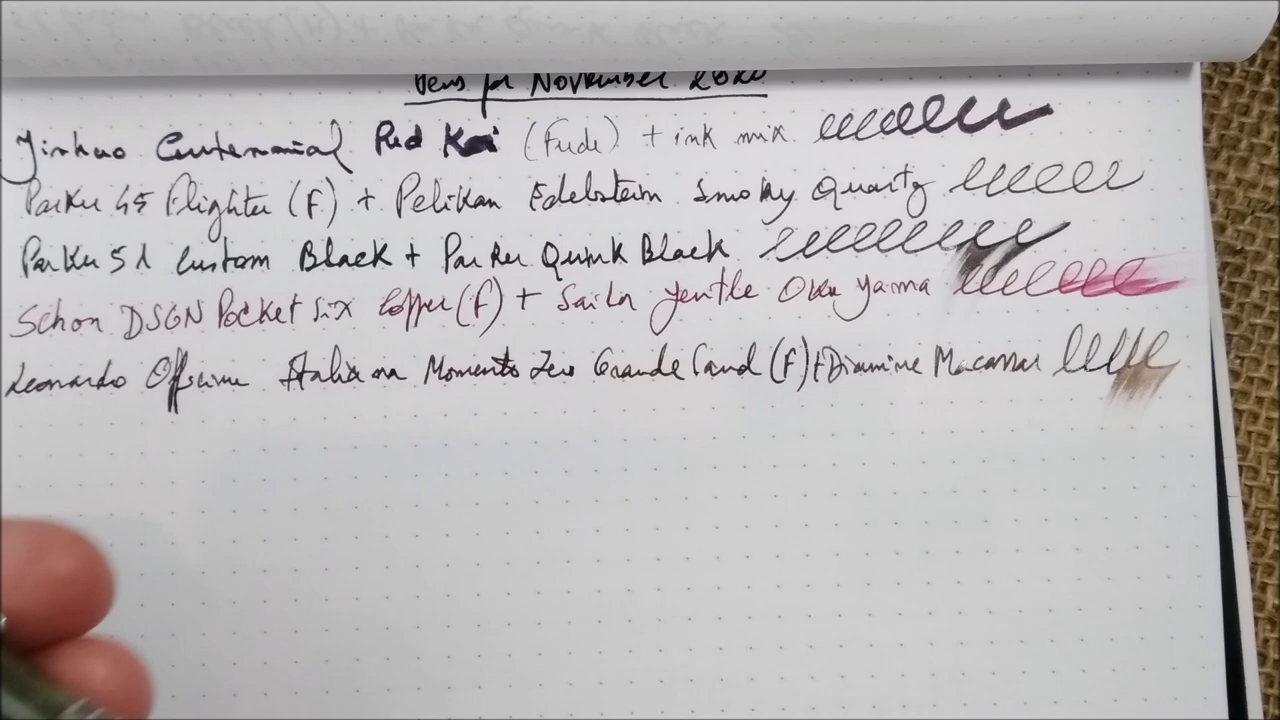 Pens for November 2020
Jinhao Centennial Red Koi (Fude) + ink mix
Parker 45 Flighter (F) + Pelikan Edelstein Smoky Quartz
Parker 51 Custom Black + Parker Quink Black
Schon DSGN Pocket Six Copper (F) + Sailor Jentle Oku Yama
Leonardo Officina Italiana Momento Zero Grande Cand (F) + Diamine Macassar